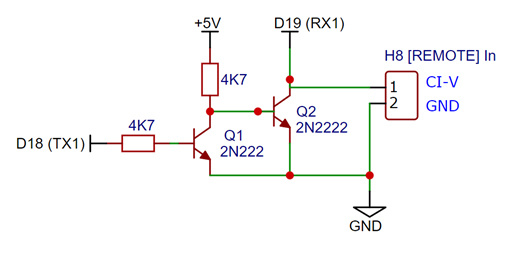 +5V
D19 (RX1)
H8 [REMOTE] In
4K7
1
CI-V
2
GND
Q2
2N2222
4K7
Q1
2N222
D18 (TX1)
GND